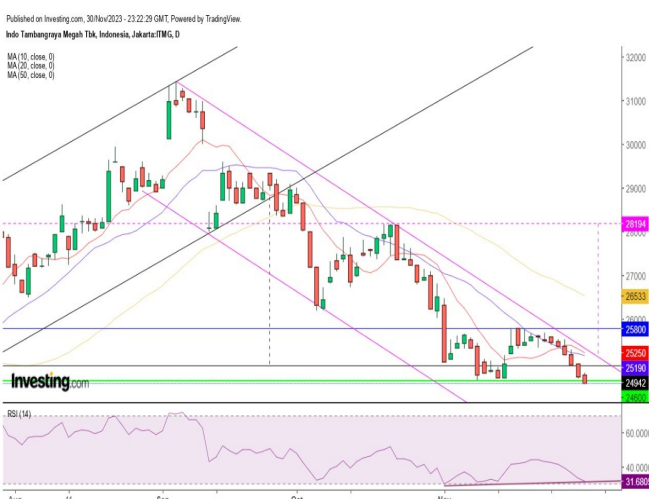 Published on Investing.com, 30/Nov/2023 - 23:22:29 GMT, Powered by TradingView.
Indo Tambangraya Megah Tbk, Indonesia, Jakarta:ITMG, D
MA (10, close, 0)
MA (20, close, 0)
MA (50, close, 0)
32000
31000
30000
29000
28194
28000
27000
26533
26000
25800
25250
25190
24942
24600
Investing.com
RSI (14)
60.0000
40.0000
31.6805
Aug
Sep
Oct
Nov